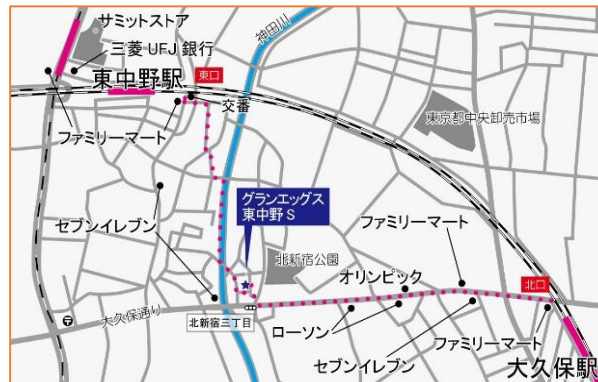 サミットストア
三菱UFJ銀行
東中野駅
東口
交番
ファミリーマート
神田川
東京都中央卸売市場
グランエッグス
東中野S
セブンイレブン
北新宿公園
ファミリーマート
オリンピック
北口
大久保通り
北新宿三丁目
ローソン
セブンイレブン
ファミリーマート
大久保駅